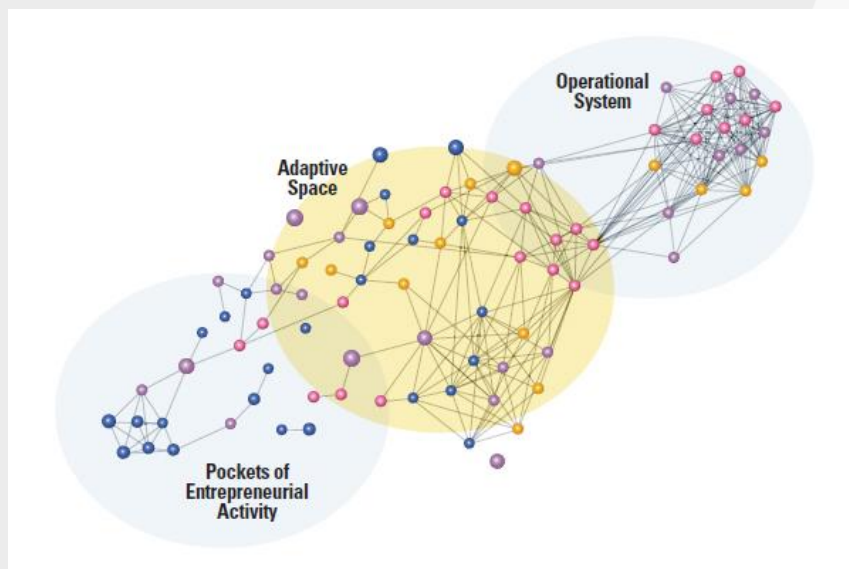 Operational
System
Adaptive
Space
Pockets of
Entrepreneurial
Activity